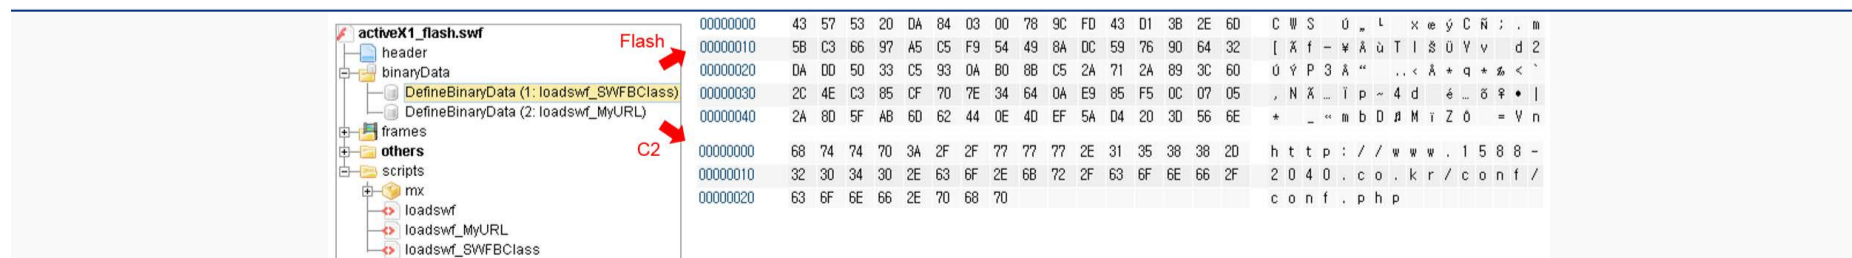 activeX1_flash.swf
header
binaryData
DefineBinaryData (1: loadswf_SWFBClass)
DefineBinaryData (2: loadswf_MyURL)
frames
others
scripts
mx
loadswf
loadswf_MyURL
loadswf_SWFBClass
Flash
C2
00000000 43 57 53 20 DA 84 03 00 78 9C FD 43 D1 3B 2E 6D C W S Ú „ └ x œ ý C Ñ ; . m
00000010 5B C3 66 97 A5 C5 F9 54 49 8A DC 59 76 90 64 32 [ Ã f — ¥ Å ù T I Š Ü Y v d 2
00000020 DA DD 50 33 C5 93 0A B0 8B C5 2A 71 2A 89 3C 60 Ú Ý P 3 Å “ . . ‹ Å * q * ‰ < `
00000030 2C 4E C3 85 CF 70 7E 34 64 0A E9 85 F5 0C 07 05 , N Ã … Ï p ~ 4 d é … õ ♀ • |
00000040 2A 8D 5F AB 6D 62 44 0E 4D EF 5A D4 20 3D 56 6E * _ « m b D ♬ M ï Z Ô = V n
00000000 68 74 74 70 3A 2F 2F 77 77 77 2E 31 35 38 38 2D h t t p : / / w w w . 1 5 8 8 -
00000010 32 30 34 30 2E 63 6F 2E 6B 72 2F 63 6F 6E 66 2F 2 0 4 0 . c o . k r / c o n f /
00000020 63 6F 6E 66 2E 70 68 70 c o n f . p h p